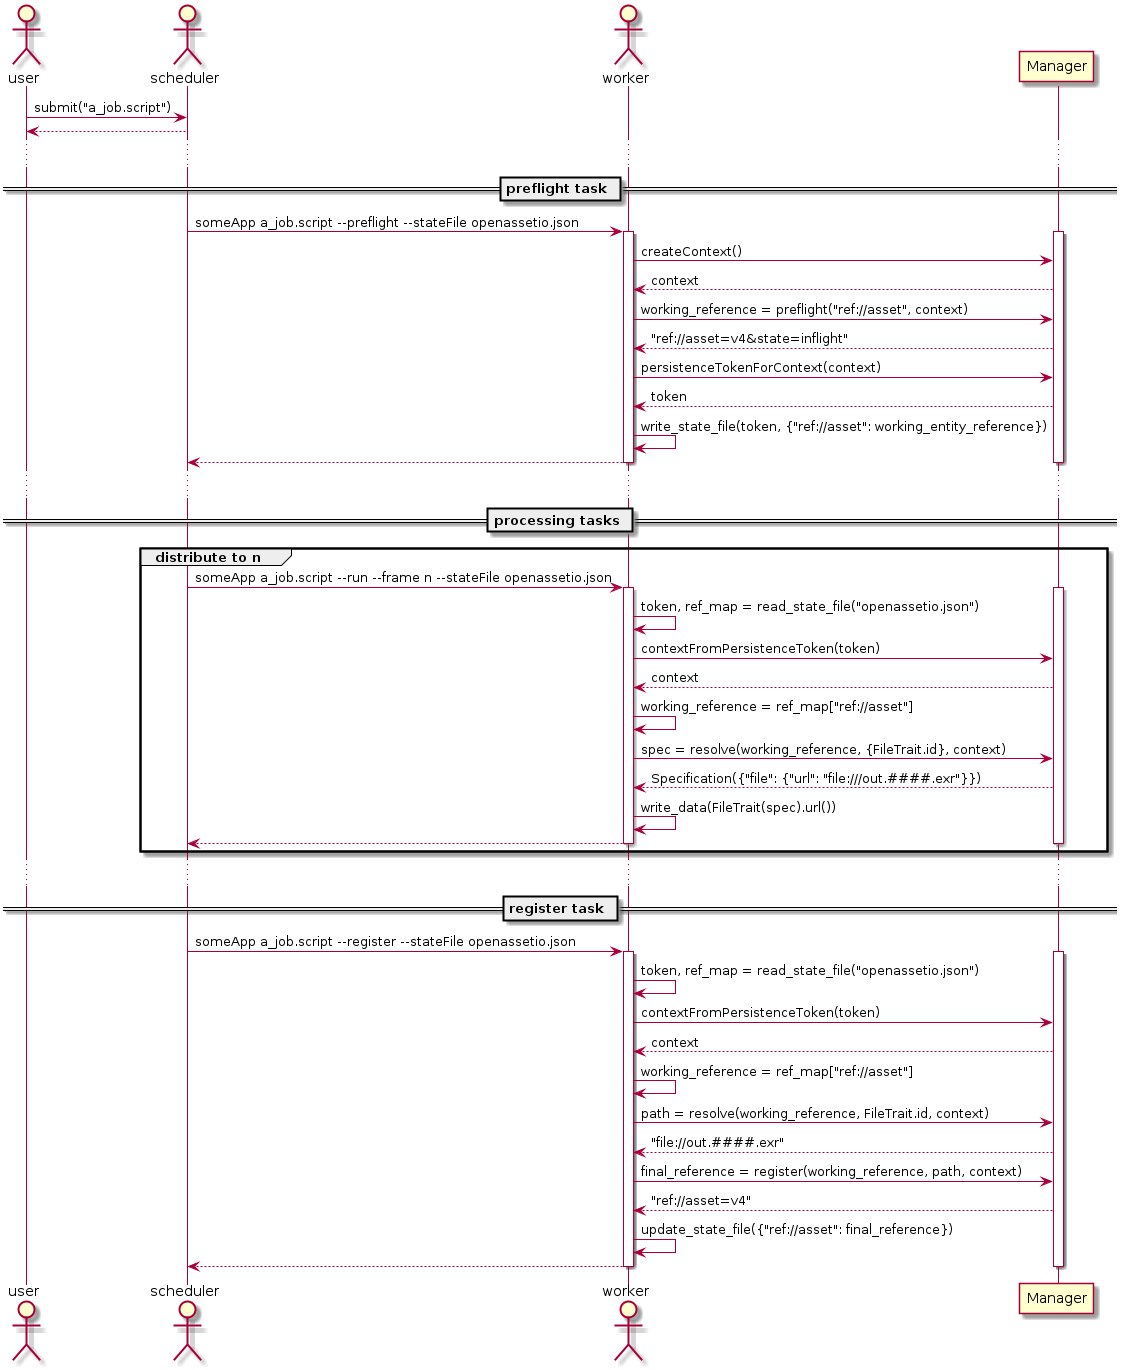 user
scheduler
worker
Manager
submit("a_job.script")
preflight task
someApp a_job.script --preflight --stateFile openassetio.json
createContext()
context
working_reference = preflight("ref://asset", context)
"ref://asset=v4&state=inflight"
persistenceTokenForContext(context)
token
write_state_file(token, {"ref://asset": working_entity_reference})
processing tasks
distribute to n
someApp a_job.script --run --frame n --stateFile openassetio.json
token, ref_map = read_state_file("openassetio.json")
contextFromPersistenceToken(token)
context
working_reference = ref_map["ref://asset"]
spec = resolve(working_reference, {FileTrait.id}, context)
Specification({"file": {"url": "file:///out.####.exr"}})
write_data(FileTrait(spec).url())
register task
someApp a_job.script --register --stateFile openassetio.json
token, ref_map = read_state_file("openassetio.json")
contextFromPersistenceToken(token)
context
working_reference = ref_map["ref://asset"]
path = resolve(working_reference, FileTrait.id, context)
"file://out.####.exr"
final_reference = register(working_reference, path, context)
"ref://asset=v4"
update_state_file({"ref://asset": final_reference})
user
scheduler
worker
Manager